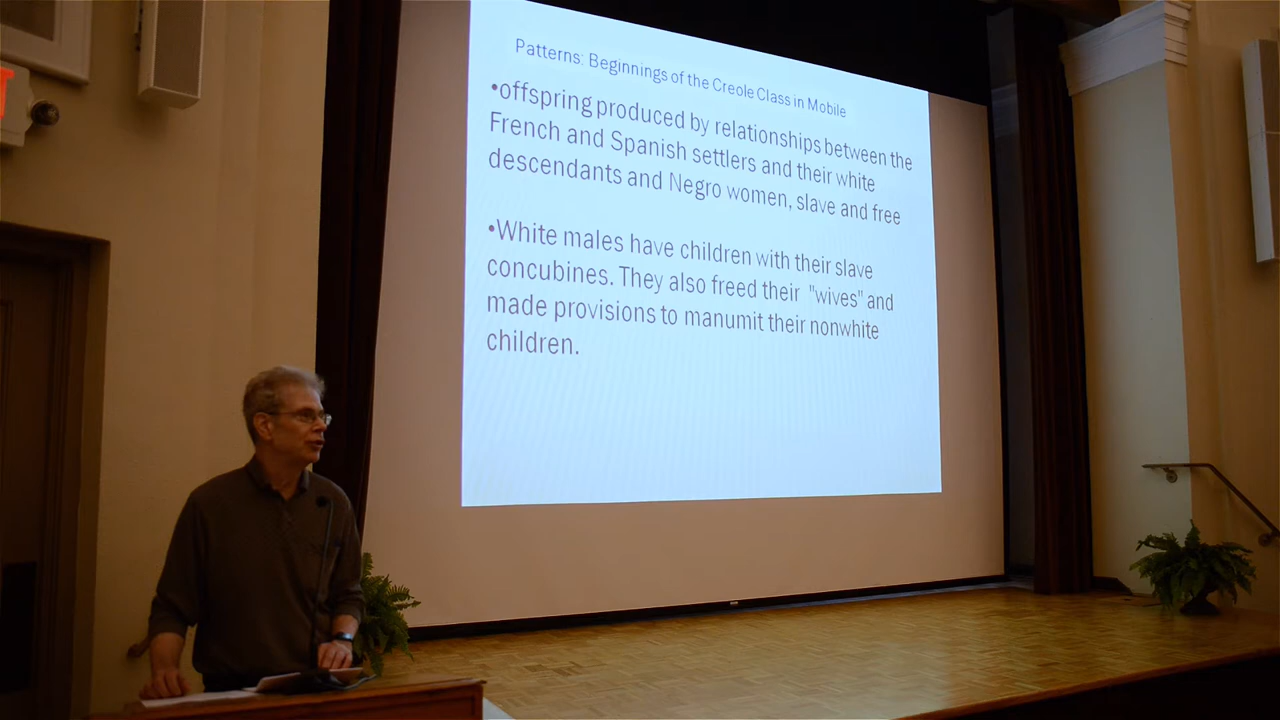 Patterns: Beginnings of the Creole Class in Mobile
•offspring produced by relationships between the
French and Spanish settlers and their white
descendants and Negro women, slave and free
•White males have children with their slave
concubines. They also freed their "wives" and
made provisions to manumit their nonwhite
children.